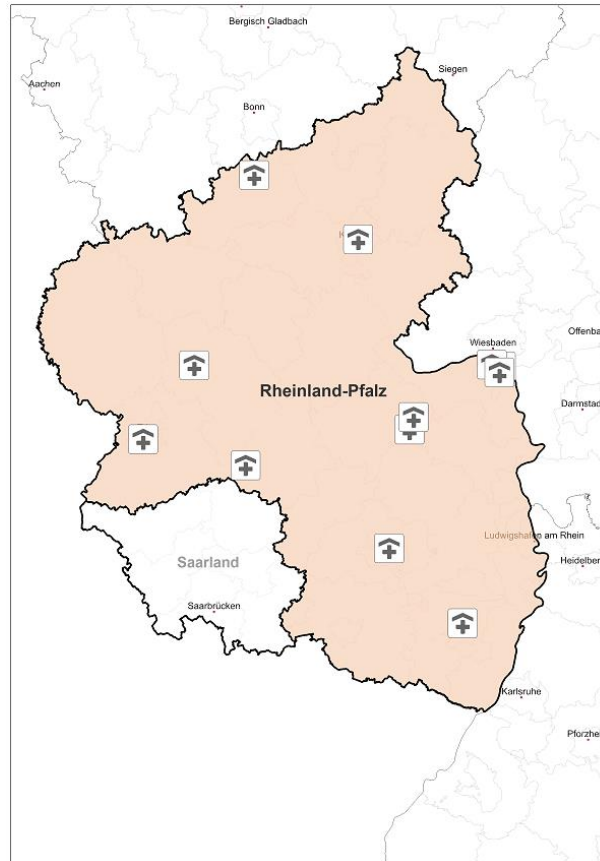 Bergisch Gladbach
Siegen
Aachen
Bonn
K
Wiesbaden
Offenba
Rheinland-Pfalz
Darmstad
Ludwigshafen am Rhein
Saarland
Heidelber
Saarbrücken
Karlsruhe
Pforzhe